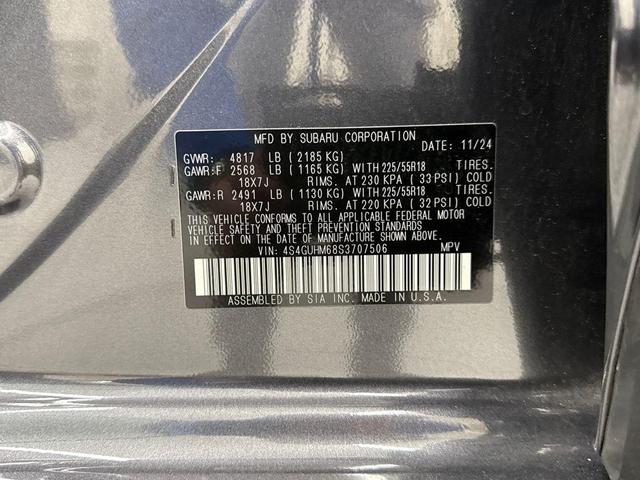 MFD BY SUBARU CORPORATION DATE: 11/24
GVWR: 4817 LB ( 2185 KG)
GAWR:F 2568 LB ( 1165 KG) WITH 225/55R18 TIRES.
18X7J RIMS. AT 230 KPA ( 33 PSI) COLD
GAWR:R 2491 LB ( 1130 KG) WITH 225/55R18 TIRES.
18X7J RIMS. AT 220 KPA ( 32 PSI) COLD
THIS VEHICLE CONFORMS TO ALL APPLICABLE FEDERAL MOTOR
VEHICLE SAFETY AND THEFT PREVENTION STANDARDS IN
EFFECT ON THE DATE OF MANUFACTURE SHOWN ABOVE.
VIN: 4S4GUHM68S3707506 MPV
ASSEMBLED BY SIA INC. MADE IN U.S.A.